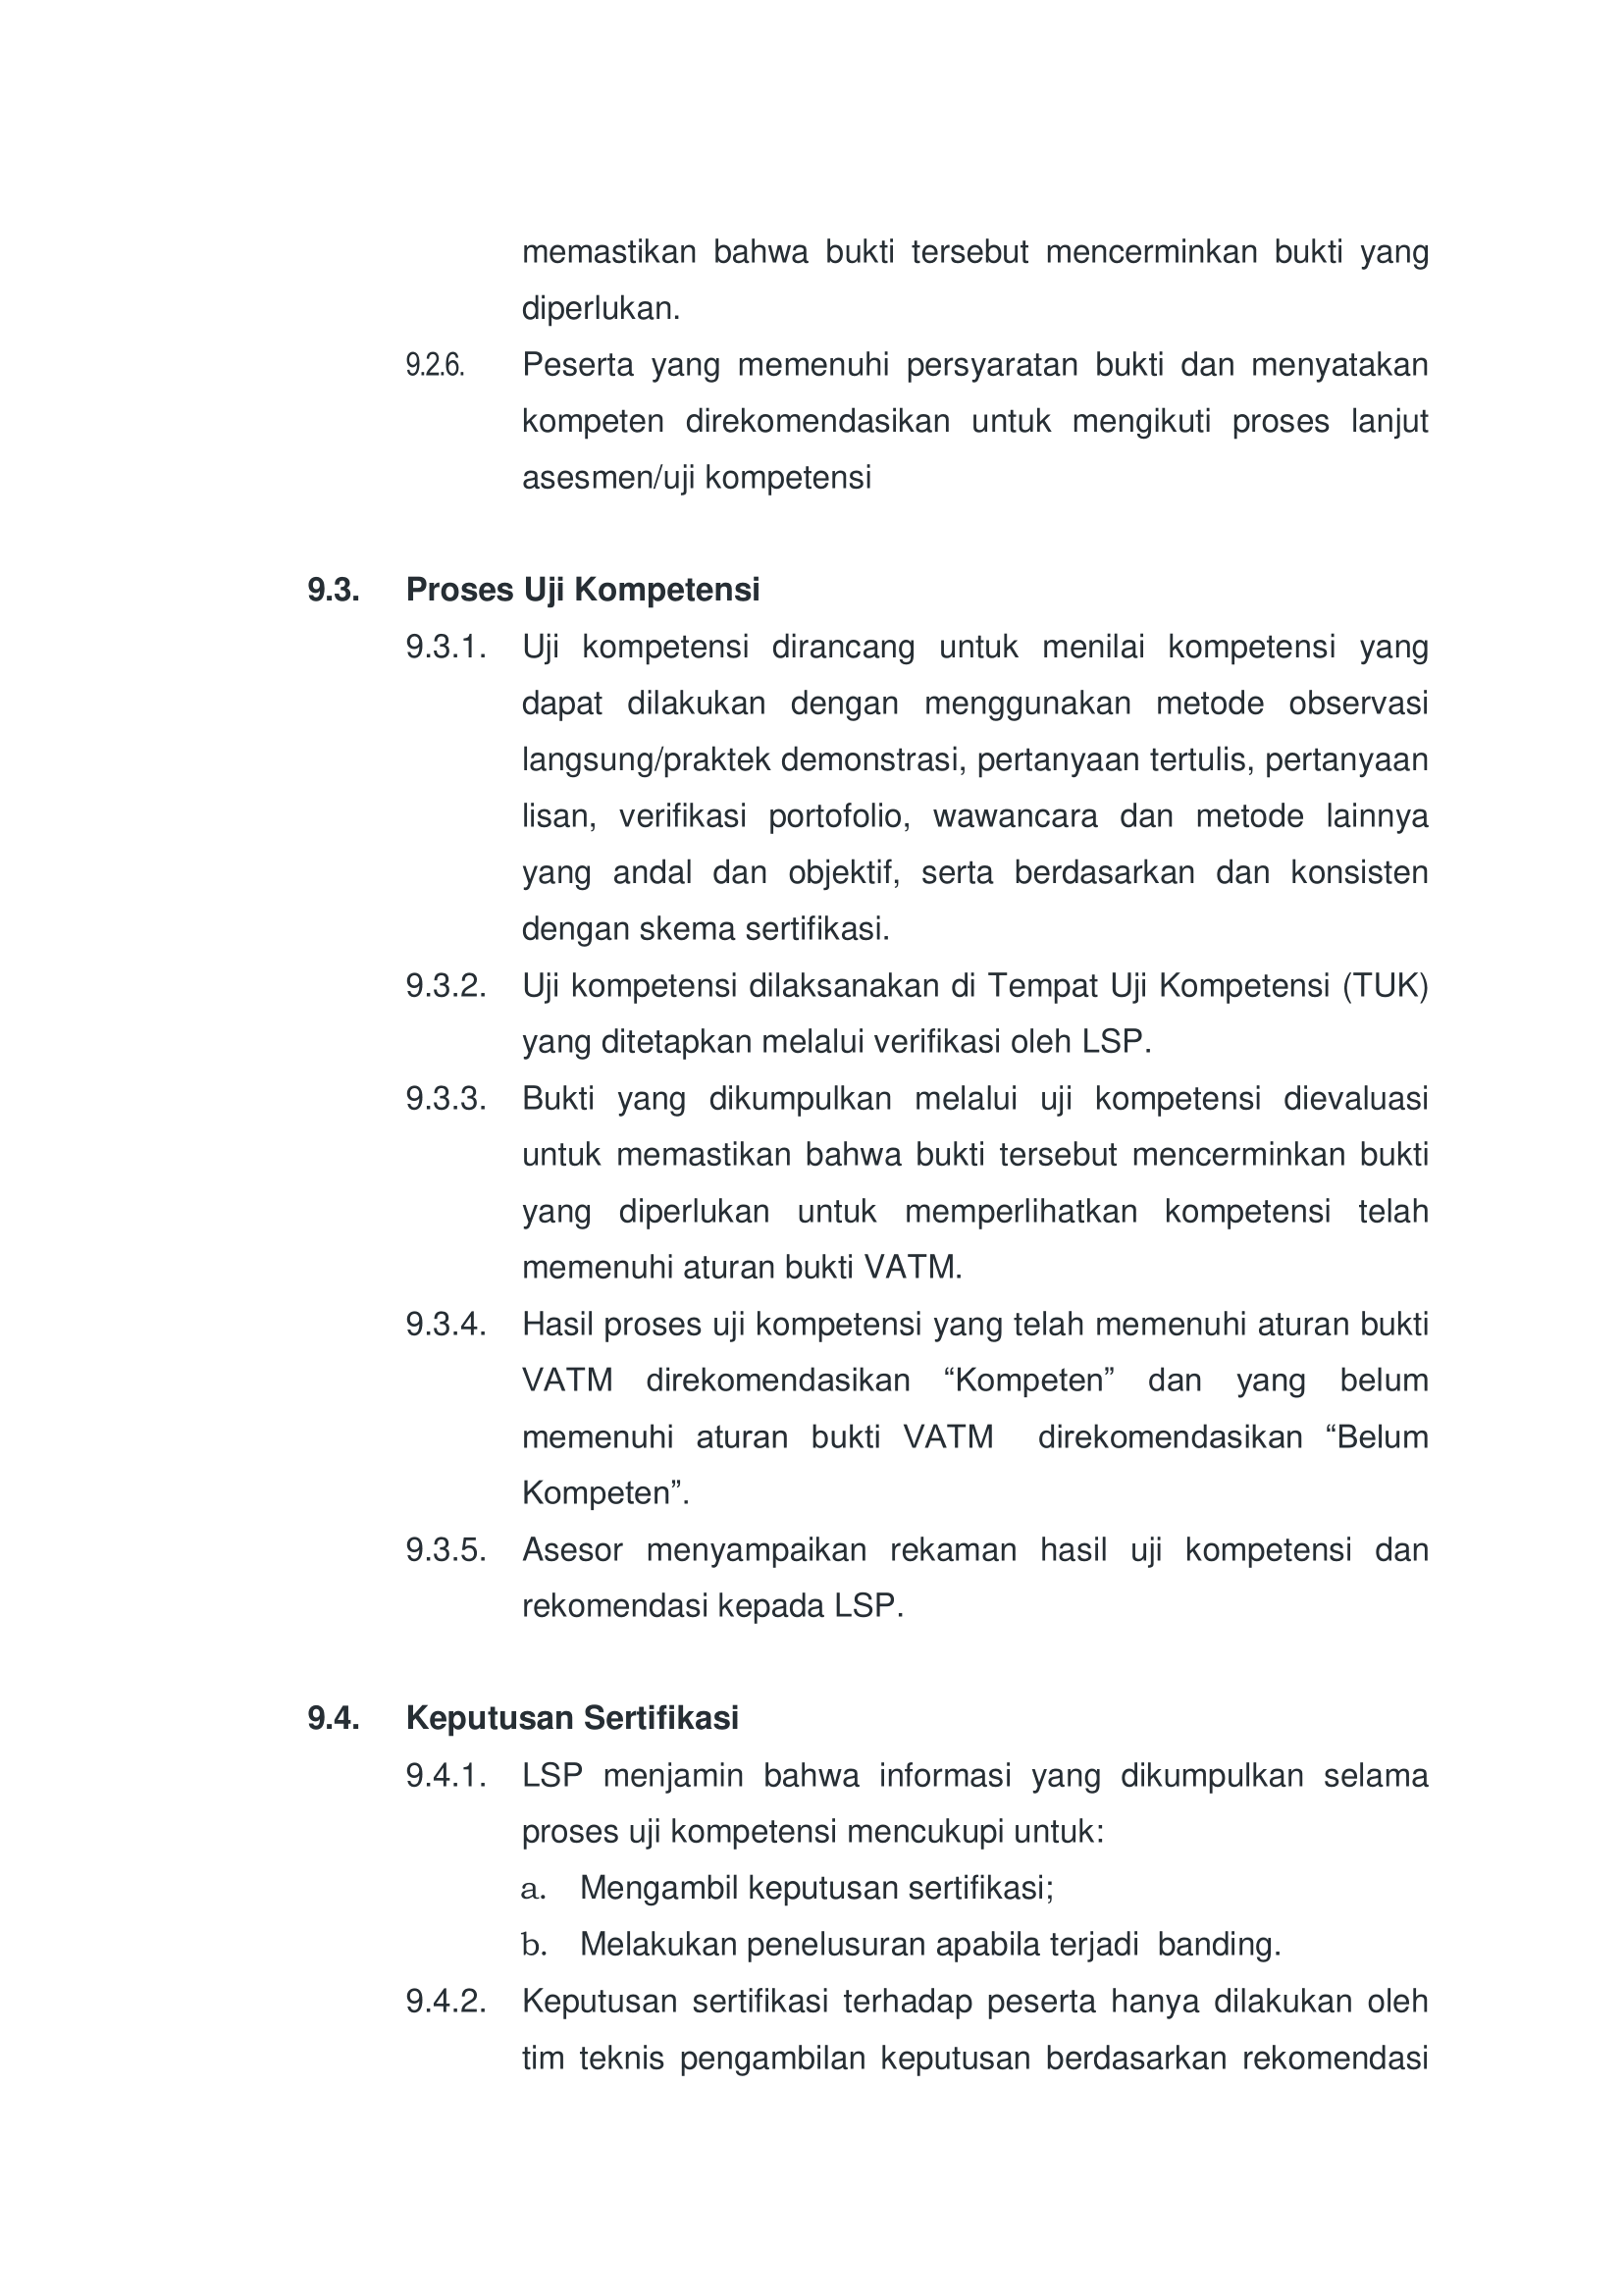 memastikan bahwa bukti tersebut mencerminkan bukti yang
diperlukan.
9.2.6. Peserta yang memenuhi persyaratan bukti dan menyatakan
kompeten direkomendasikan untuk mengikuti proses lanjut
asesmen/uji kompetensi
9.3. Proses Uji Kompetensi
9.3.1. Uji kompetensi dirancang untuk menilai kompetensi yang
dapat dilakukan dengan menggunakan metode observasi
langsung/praktek demonstrasi, pertanyaan tertulis, pertanyaan
lisan, verifikasi portofolio, wawancara dan metode lainnya
yang andal dan objektif, serta berdasarkan dan konsisten
dengan skema sertifikasi.
9.3.2. Uji kompetensi dilaksanakan di Tempat Uji Kompetensi (TUK)
yang ditetapkan melalui verifikasi oleh LSP.
9.3.3. Bukti yang dikumpulkan melalui uji kompetensi dievaluasi
untuk memastikan bahwa bukti tersebut mencerminkan bukti
yang diperlukan untuk memperlihatkan kompetensi telah
memenuhi aturan bukti VATM.
9.3.4. Hasil proses uji kompetensi yang telah memenuhi aturan bukti
VATM direkomendasikan “Kompeten” dan yang belum
memenuhi aturan bukti VATM direkomendasikan “Belum
Kompeten”.
9.3.5. Asesor menyampaikan rekaman hasil uji kompetensi dan
rekomendasi kepada LSP.
9.4. Keputusan Sertifikasi
9.4.1. LSP menjamin bahwa informasi yang dikumpulkan selama
proses uji kompetensi mencukupi untuk:
a. Mengambil keputusan sertifikasi;
b. Melakukan penelusuran apabila terjadi banding.
9.4.2. Keputusan sertifikasi terhadap peserta hanya dilakukan oleh
tim teknis pengambilan keputusan berdasarkan rekomendasi